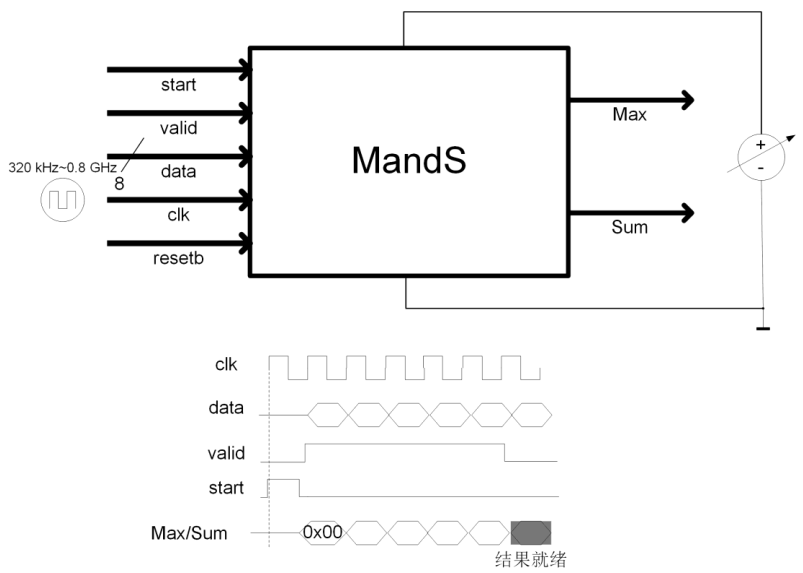 start
valid
320 kHz~0.8 GHz
8
data
clk
resetb
MandS
Max
Sum
+
-
clk
data
valid
start
Max/Sum
0x00
结果就绪